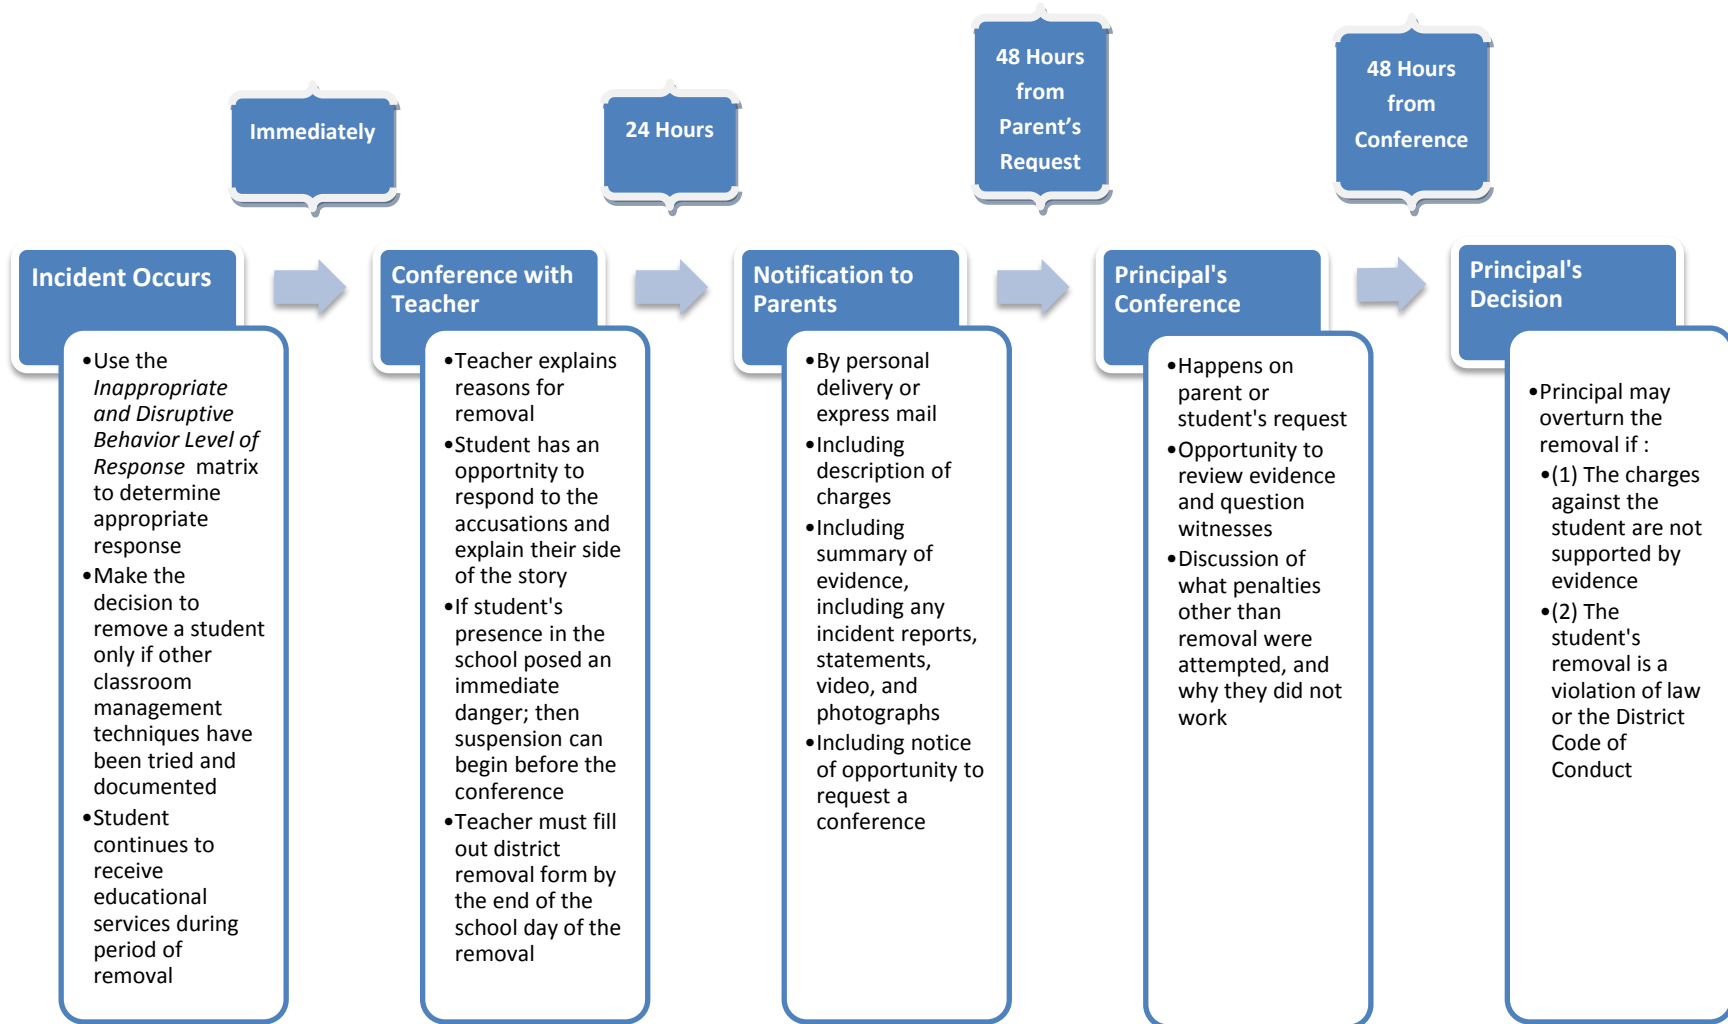 Immediately
24 Hours
48 Hours
from
Parent’s
Request
48 Hours
from
Conference
Incident Occurs
•Use the
Inappropriate
and Disruptive
Behavior Level of
Response matrix
to determine
appropriate
response
•Make the
decision to
remove a student
only if other
classroom
management
techniques have
been tried and
documented
•Student
continues to
receive
educational
services during
period of
removal
Conference with
Teacher
•Teacher explains
reasons for
removal
•Student has an
opportnity to
respond to the
accusations and
explain their side
of the story
•If student's
presence in the
school posed an
immediate
danger; then
suspension can
begin before the
conference
•Teacher must fill
out district
removal form by
the end of the
school day of the
removal
Notification to
Parents
•By personal
delivery or
express mail
•Including
description of
charges
•Including
summary of
evidence,
including any
incident reports,
statements,
video, and
photographs
•Including notice
of opportunity to
request a
conference
Principal's
Conference
•Happens on
parent or
student's request
•Opportunity to
review evidence
and question
witnesses
•Discussion of
what penalties
other than
removal were
attempted, and
why they did not
work
Principal's
Decision
•Principal may
overturn the
removal if :
•(1) The charges
against the
student are not
supported by
evidence
•(2) The
student's
removal is a
violation of law
or the District
Code of
Conduct